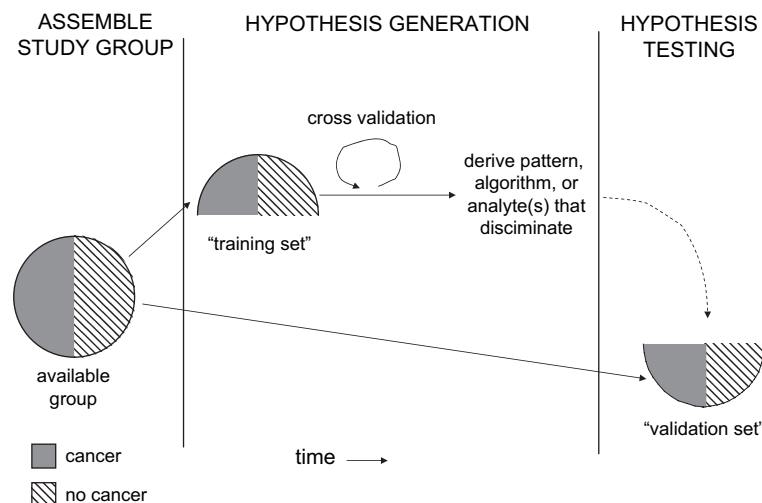 ASSEMBLE
STUDY GROUP
HYPOTHESIS GENERATION
HYPOTHESIS
TESTING
cross validation
derive pattern,
algorithm, or
analyte(s) that
disciminate
“training set”
available
group
“validation set”
cancer
no cancer
time